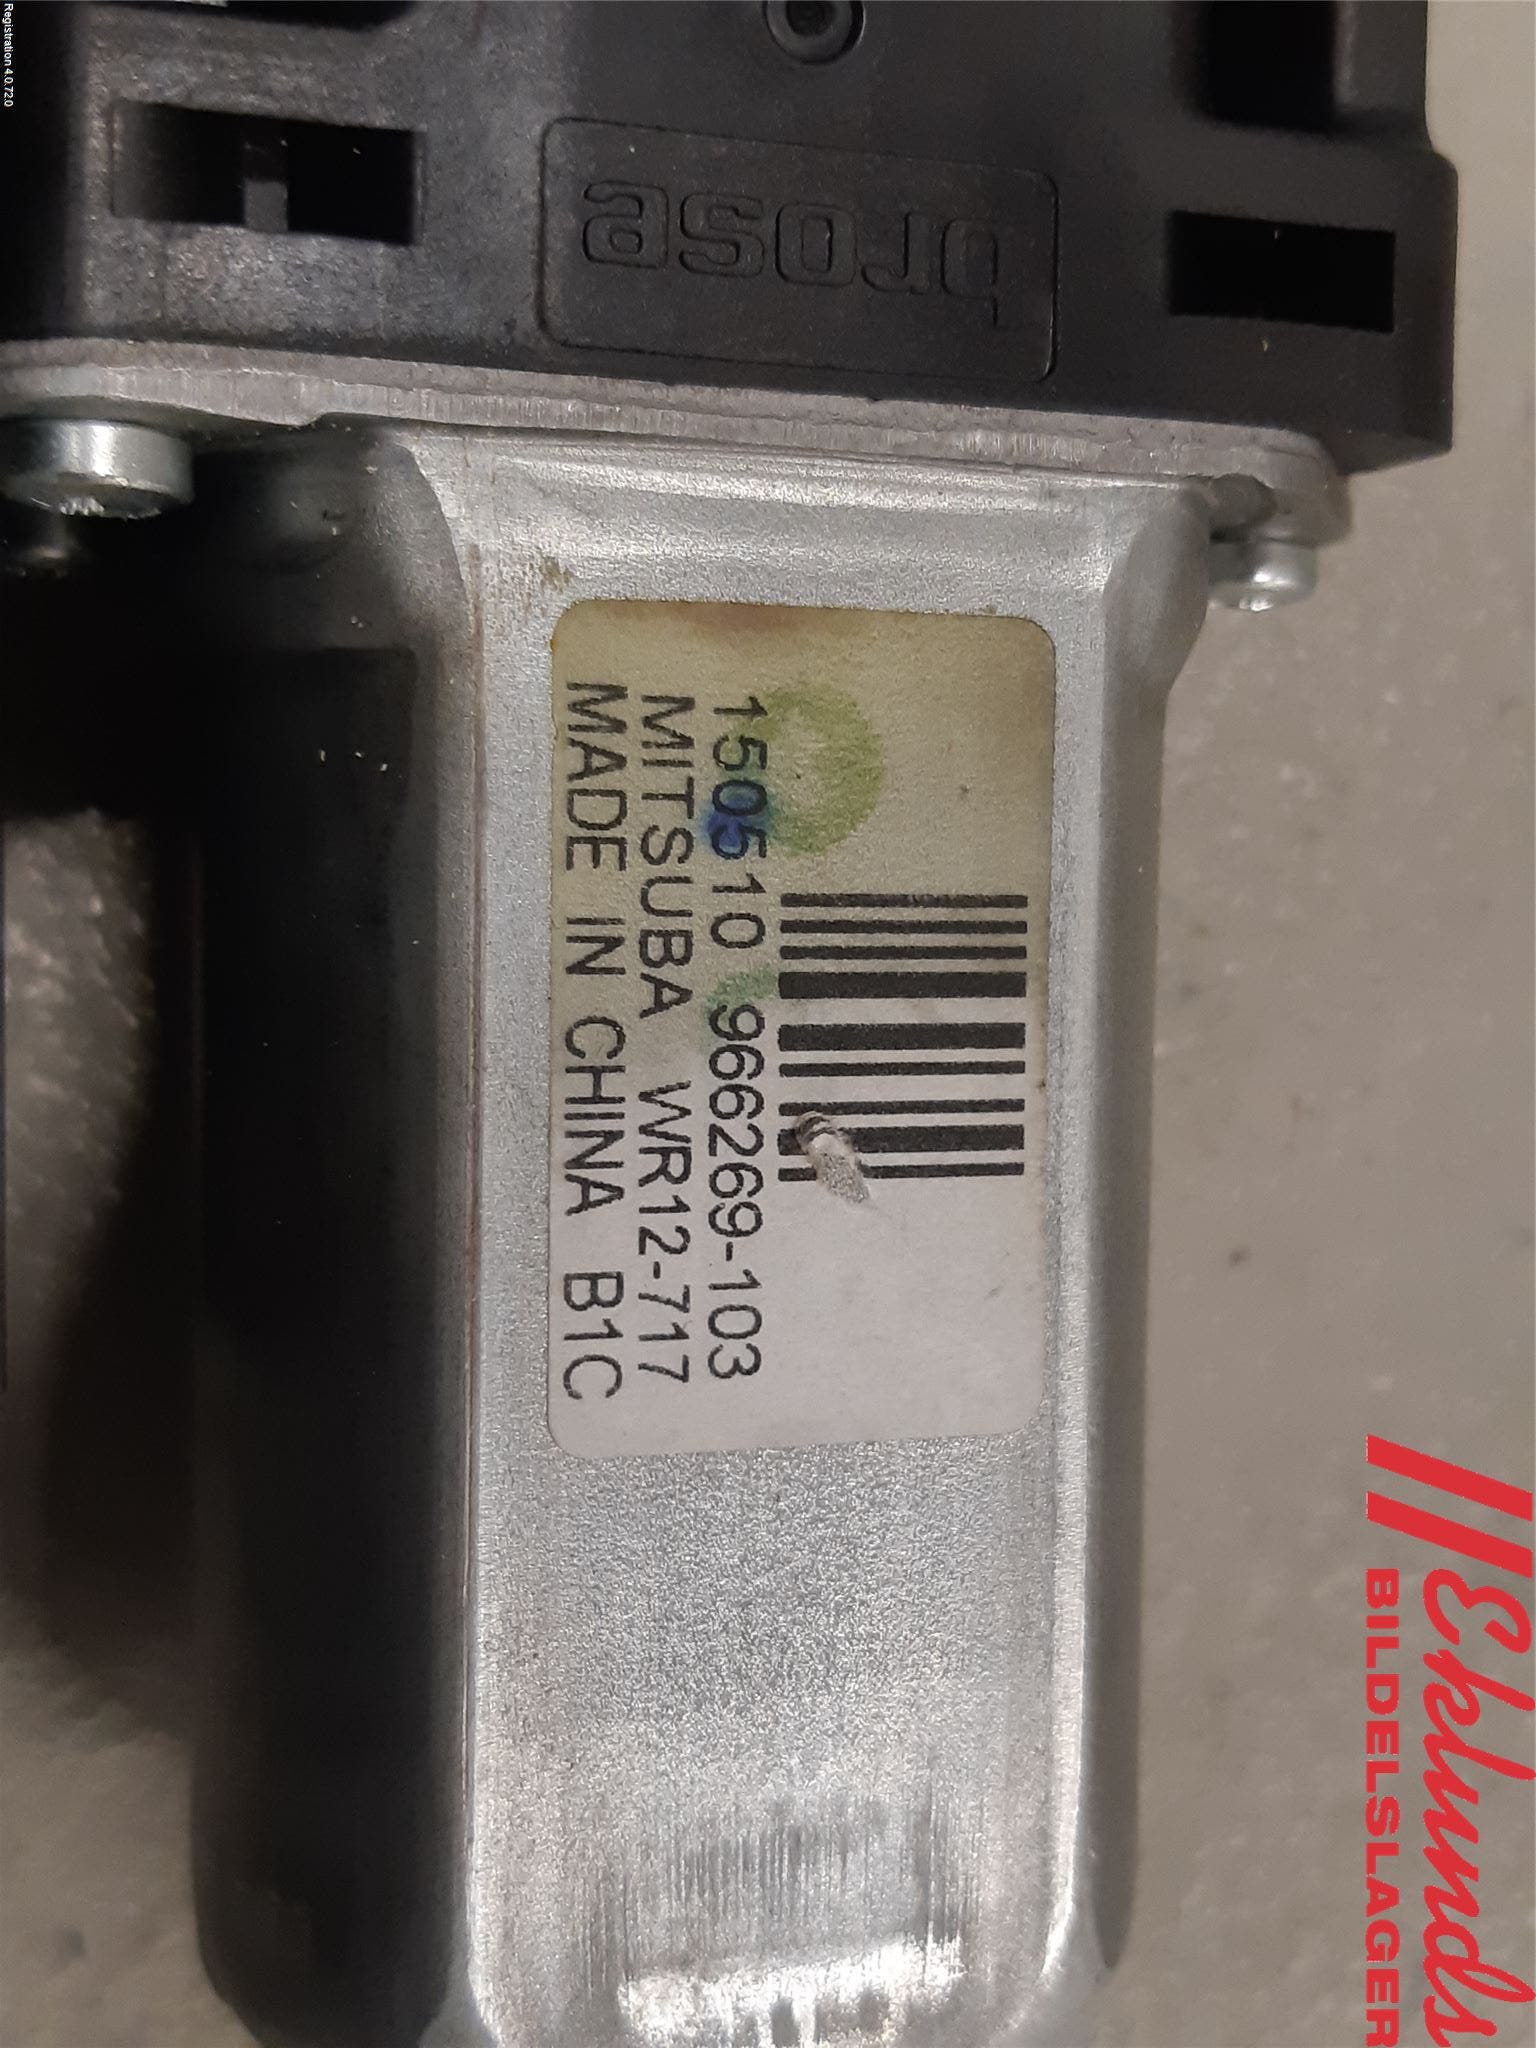 Registration 4.0.72.0
brose
150510 966269-103
MITSUBA WR12-717
MADE IN CHINA B1C
Eklunds
BILDELSLAGER